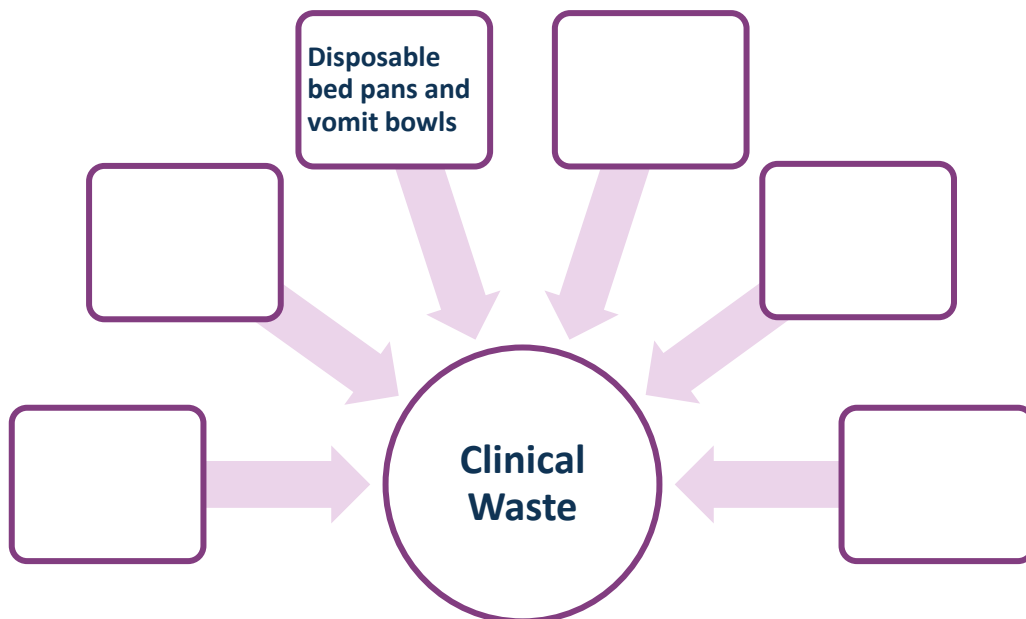 Disposable
bed pans and
vomit bowls
Clinical
Waste